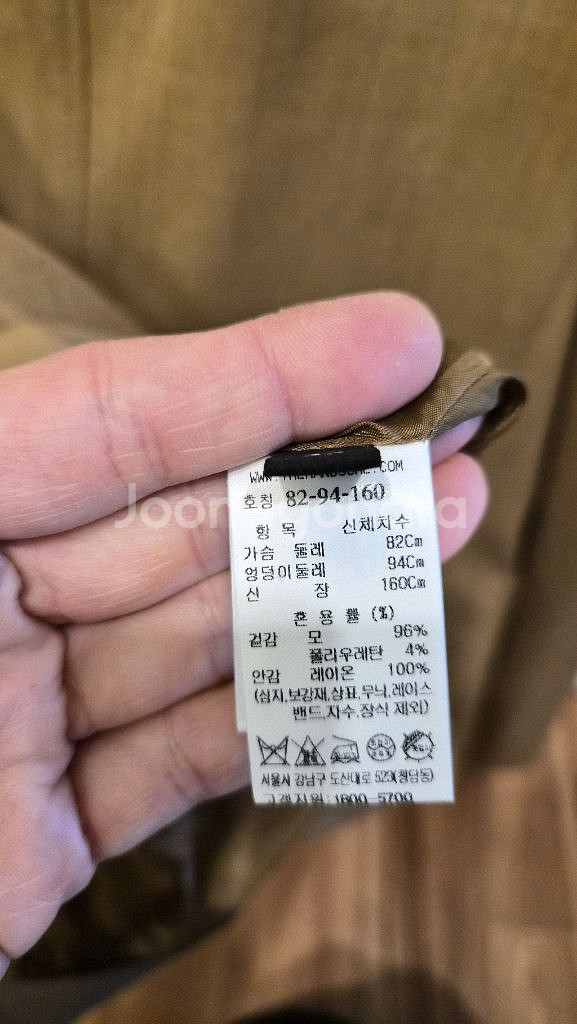 WWW.THEHANDSOME.COM
호칭 82-94-160
항 목 신체치수
가슴 둘레 82Cm
엉덩이둘레 94Cm
신 장 160Cm
혼 용 률 (%)
겉감 모 96%
폴리우레탄 4%
안감 레이온 100%
(심지,보강재,상표,무늬,레이스
밴드,자수,장식 제외)
서울시 강남구 도산대로 523(청담동)
고객지원:1800-5700